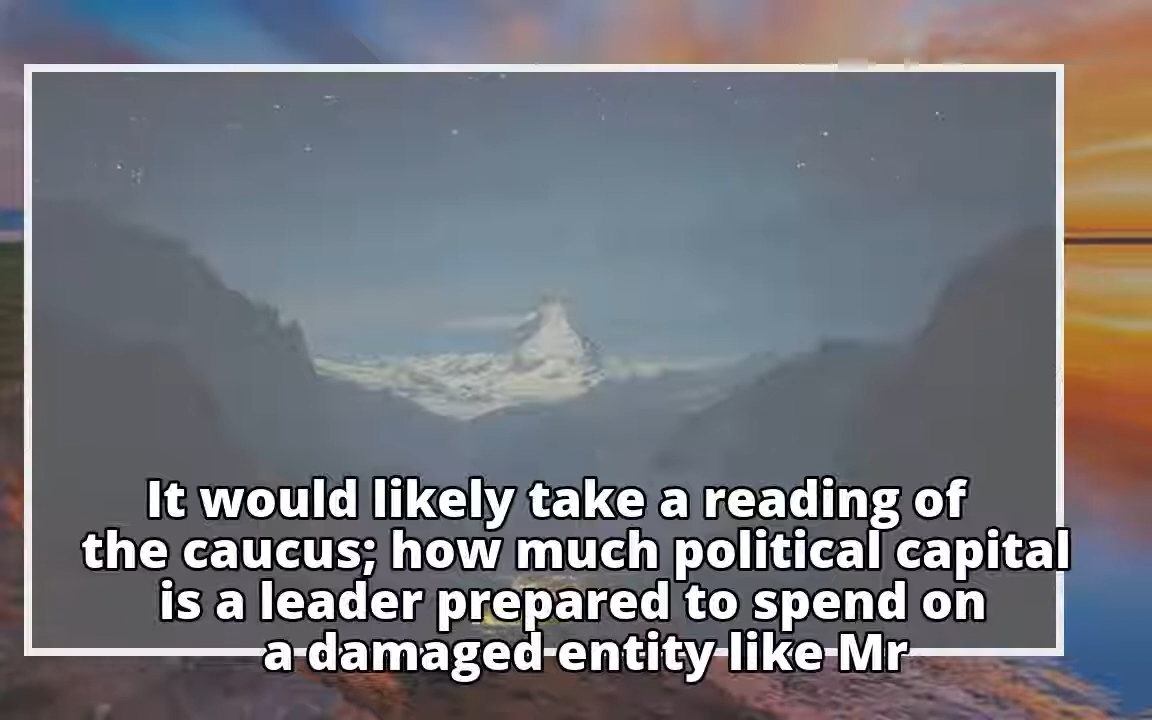 It would likely take a reading of
the caucus; how much political capital
is a leader prepared to spend on
a damaged entity like Mr